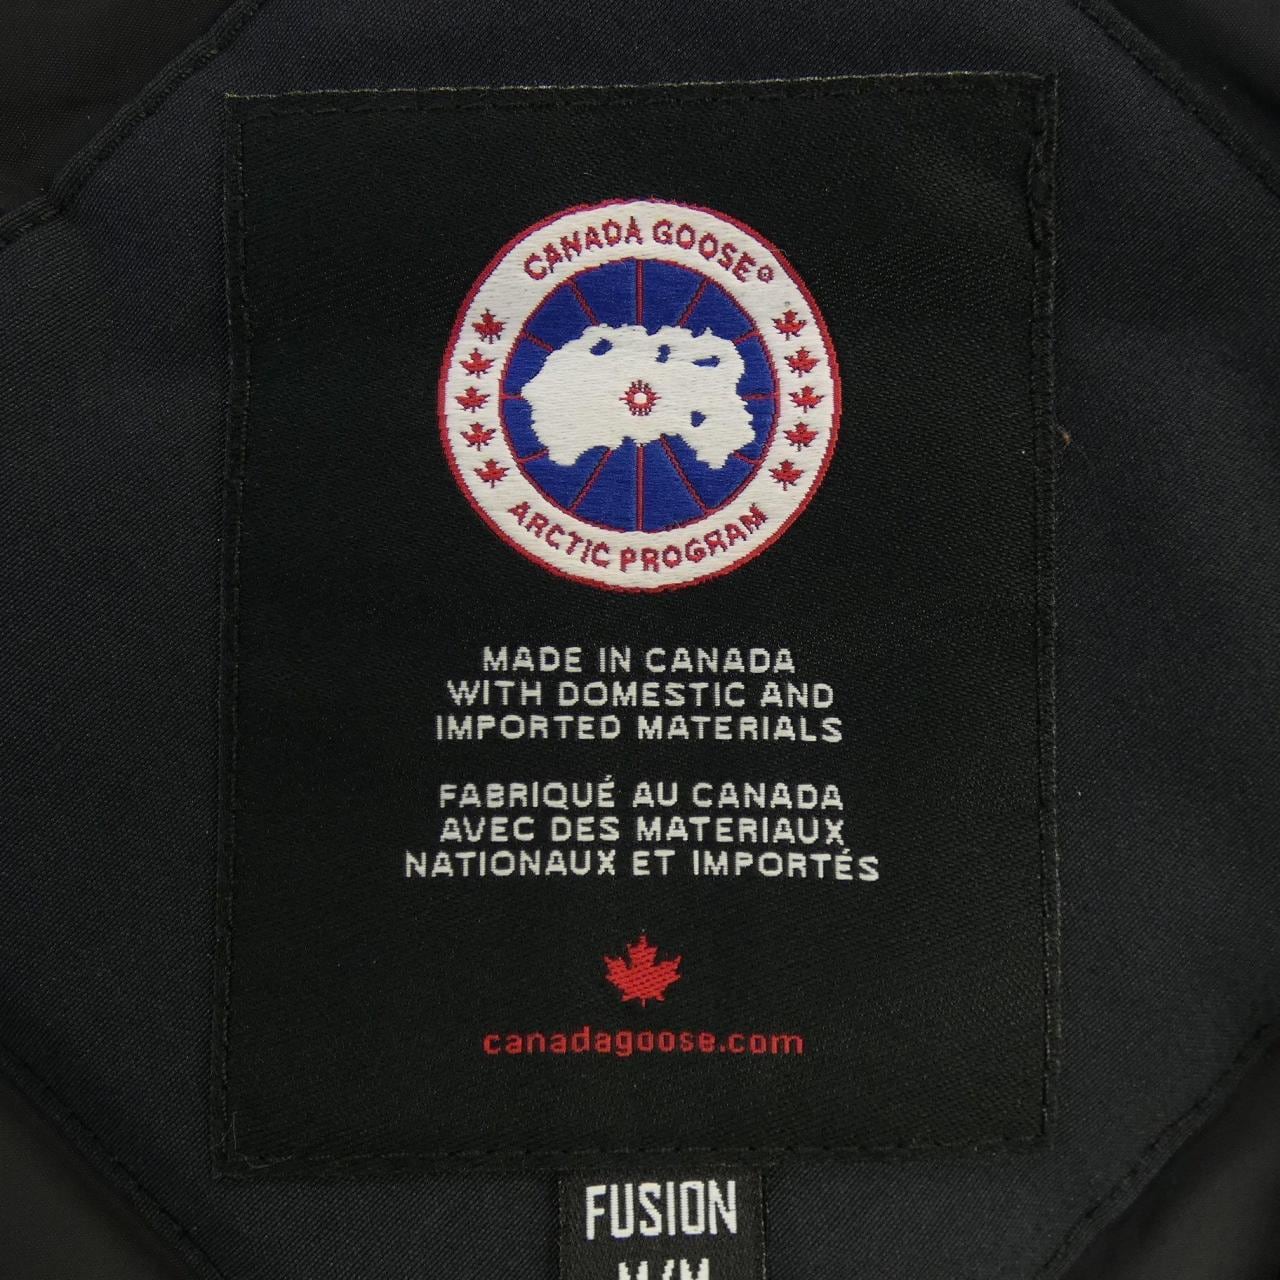 CANADA GOOSE®
ARCTIC PROGRAM
MADE IN CANADA
WITH DOMESTIC AND
IMPORTED MATERIALS
FABRIQUÉ AU CANADA
AVEC DES MATERIAUX
NATIONAUX ET IMPORTÉS
canadagoose.com
FUSION
M/M